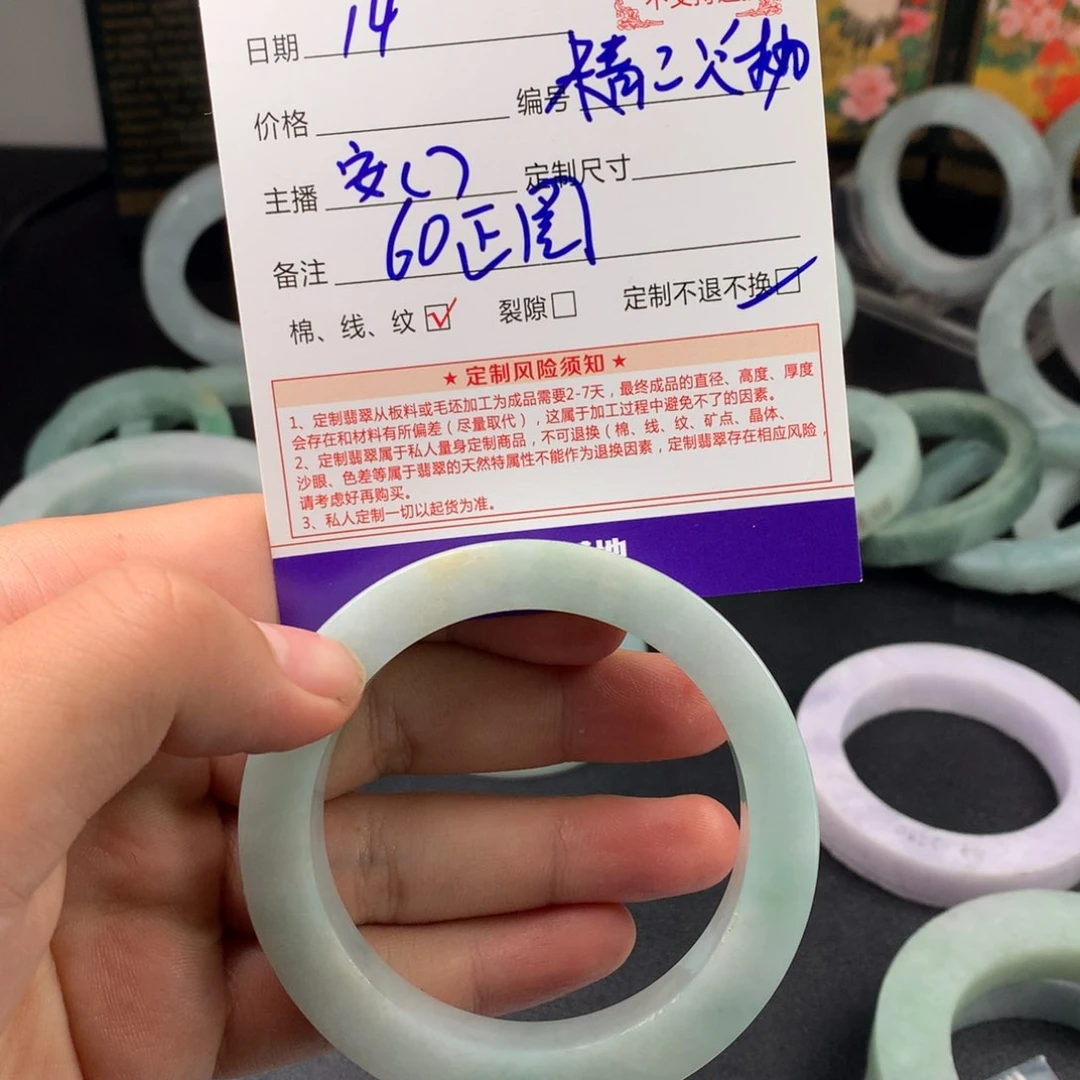 日期 14
价格 编号 精二火秒
主播 安() 定制尺寸
备注 60正圈
棉、线、纹 ☑ 裂隙 □ 定制不退不换 ☑
★ 定制风险须知 ★
1、定制翡翠从板料或毛坯加工为成品需要2-7天，最终成品的直径、高度、厚度
会存在和材料有所偏差（尽量取代），这属于加工过程中避免不了的因素。
2、定制翡翠属于私人量身定制商品，不可退换（棉、线、纹、矿点、晶体、
沙眼、色差等属于翡翠的天然特属性不能作为退换因素，定制翡翠存在相应风险，
请考虑好再购买。
3、私人定制一切以起货为准。